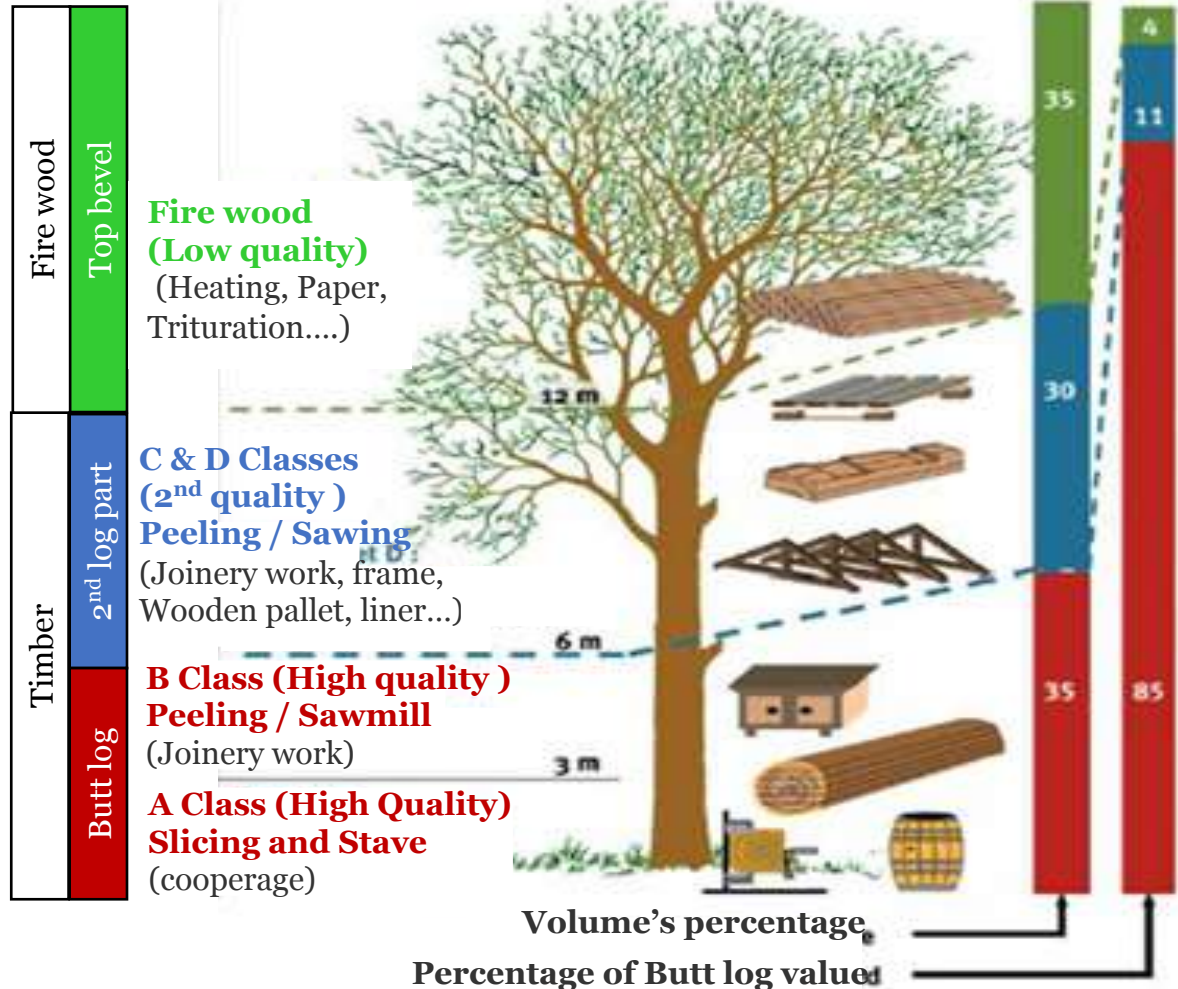 Fire wood
Timber
Top bevel
2nd log part
Butt log
Fire wood
(Low quality)
(Heating, Paper,
Trituration....)
C & D Classes
(2nd quality )
Peeling / Sawing
et D :
(Joinery work, frame,
Wooden pallet, liner...)
B Class (High quality )
Peeling / Sawmill
(Joinery work)
A Class (High Quality)
Slicing and Stave
(cooperage)
12 m
6 m
3 m
35
30
35
4
11
85
Volume's percentage
Percentage of Butt log value